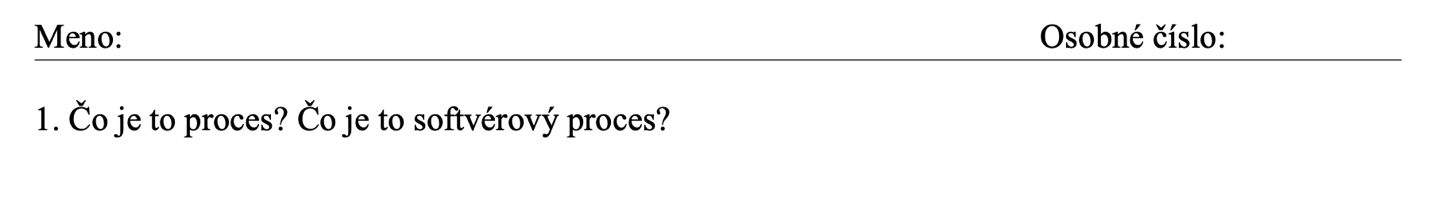 Meno: Osobné číslo:
1. Čo je to proces? Čo je to softvérový proces?